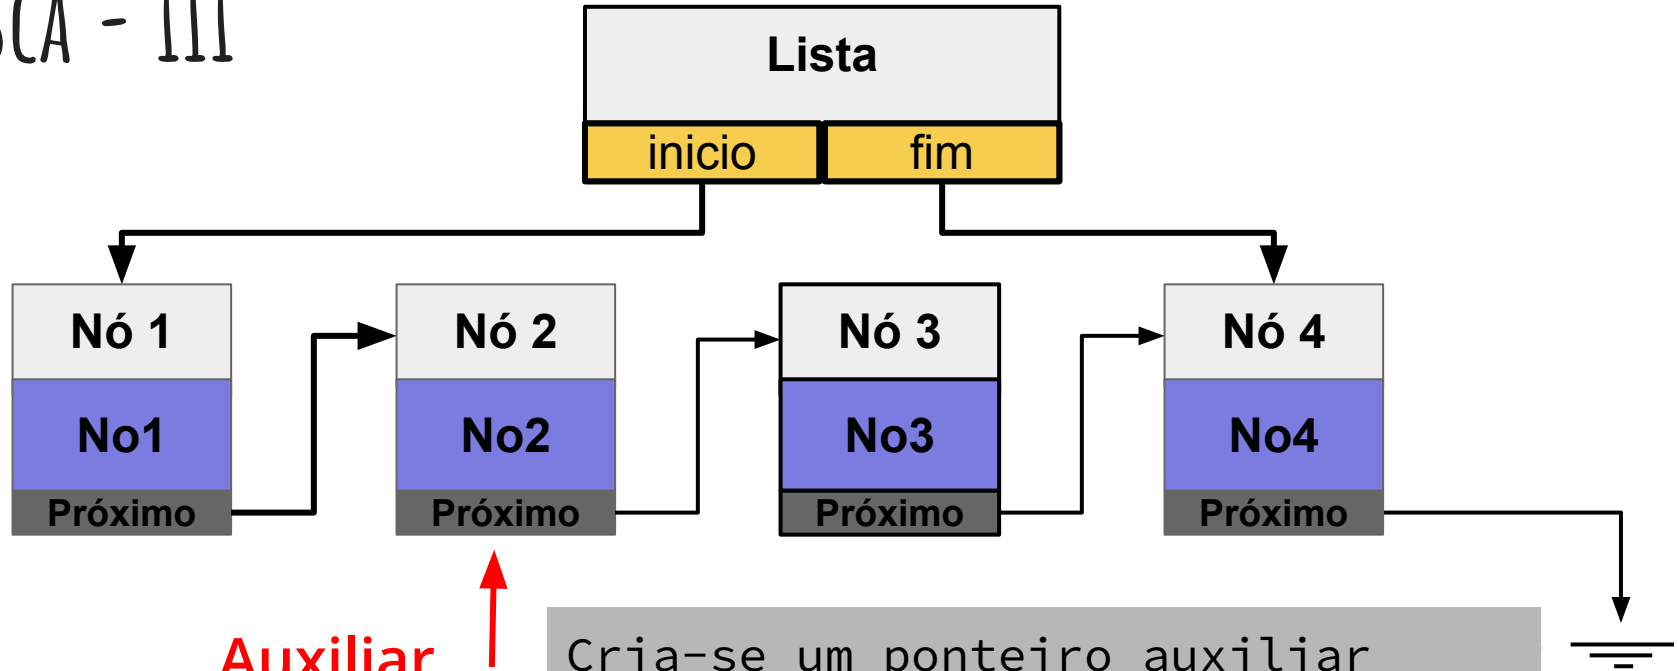 - III
Lista
inicio fim
Nó 1 Nó 2 Nó 3 Nó 4
No1 No2 No3 No4
Próximo Próximo Próximo Próximo
Auxiliar
Cria-se um ponteiro auxiliar